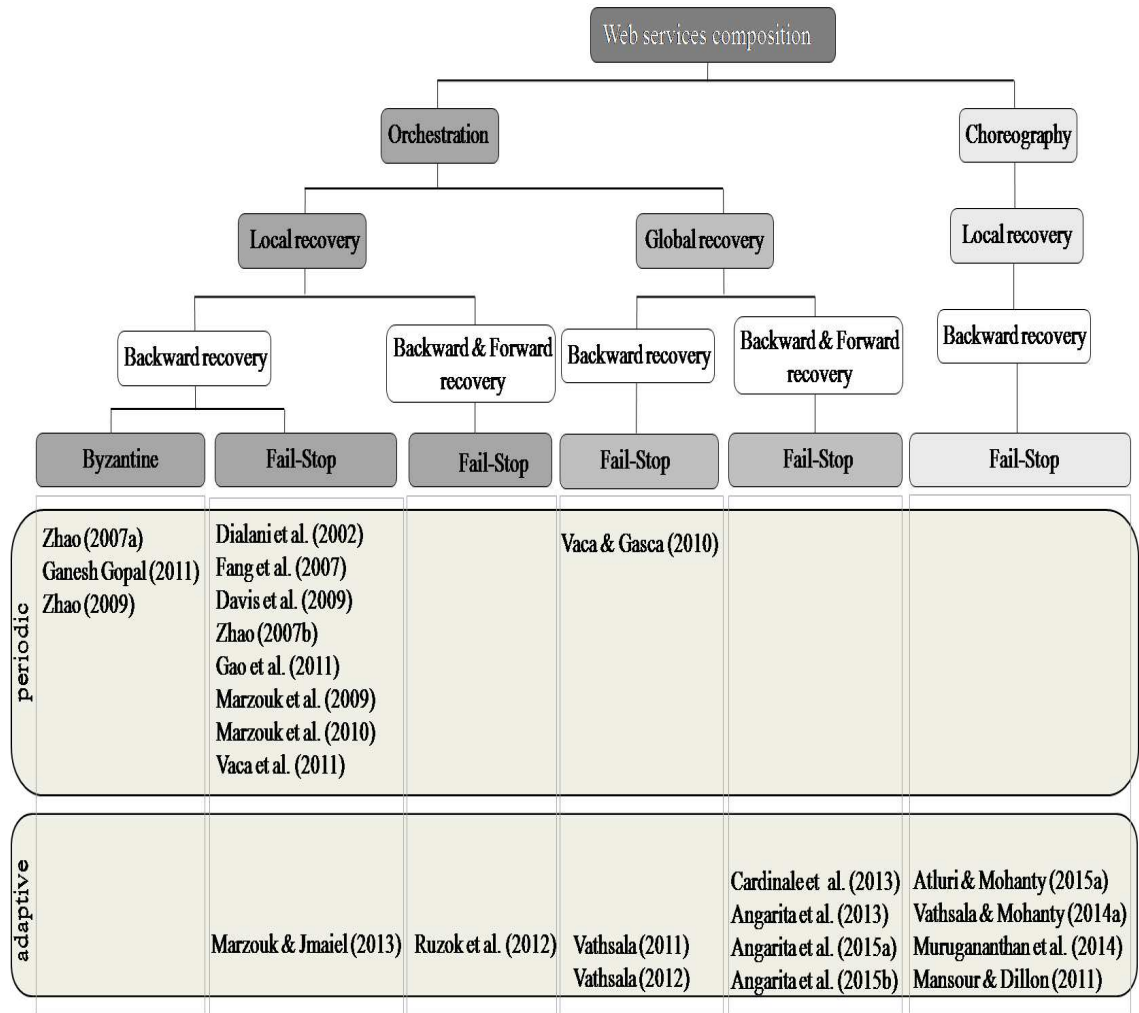 Web services composition
Orchestration
Choreography
Local recovery
Global recovery
Local recovery
Backward recovery
Backward & Forward
recovery
Backward recovery
Backward & Forward
recovery
Backward recovery
Byzantine
Fail-Stop
Fail-Stop
Fail-Stop
Fail-Stop
Fail-Stop
periodic
Zhao (2007a)
Ganesh Gopal (2011)
Zhao (2009)
Dialani et al. (2002)
Fang et al. (2007)
Davis et al. (2009)
Zhao (2007b)
Gao et al. (2011)
Marzouk et al. (2009)
Marzouk et al. (2010)
Vaca et al. (2011)
Vaca & Gasca (2010)
adaptive
Marzouk & Jmaiel (2013)
Ruzok et al. (2012)
Vathsala (2011)
Vathsala (2012)
Cardinale et al. (2013)
Angarita et al. (2013)
Angarita et al. (2015a)
Angarita et al. (2015b)
Atluri & Mohanty (2015a)
Vathsala & Mohanty (2014a)
Murugananthan et al. (2014)
Mansour & Dillon (2011)